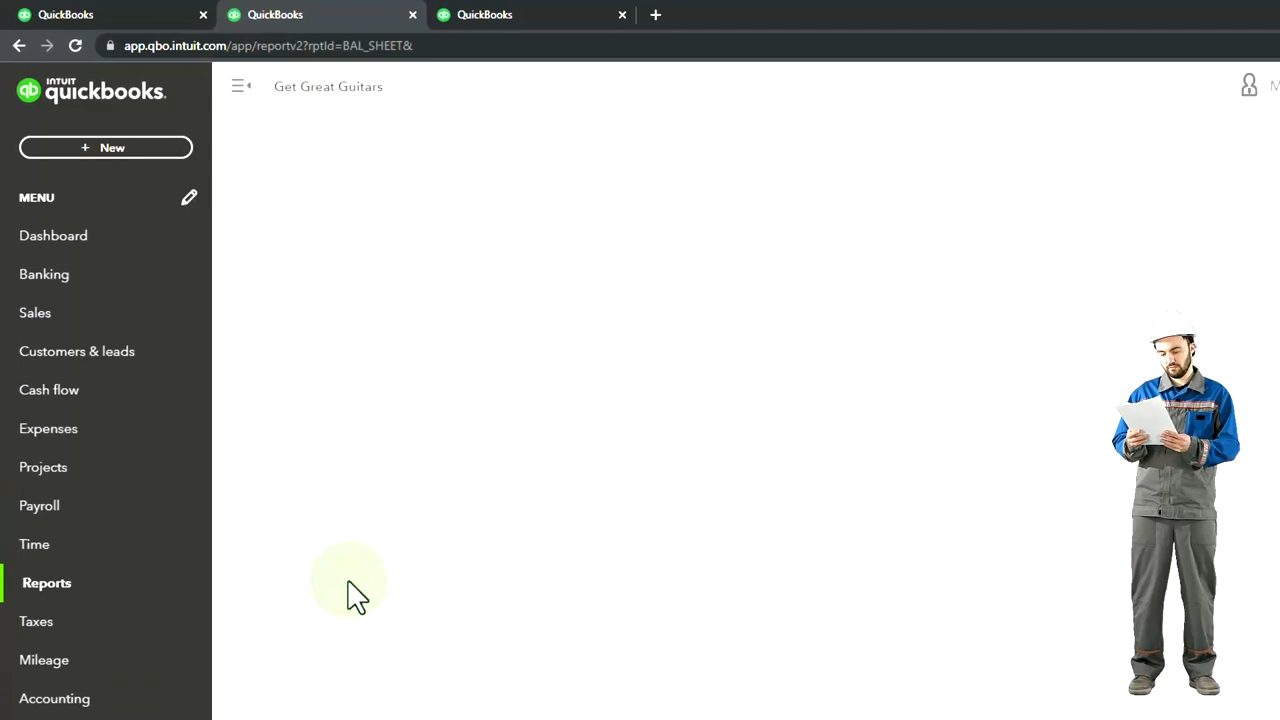 QuickBooks
QuickBooks
QuickBooks
app.qbo.intuit.com/app/reportv2?rptId=BAL_SHEET&
INTUIT
qb quickbooks.
Get Great Guitars
M
+ New
MENU
Dashboard
Banking
Sales
Customers & leads
Cash flow
Expenses
Projects
Payroll
Time
Reports
Taxes
Mileage
Accounting